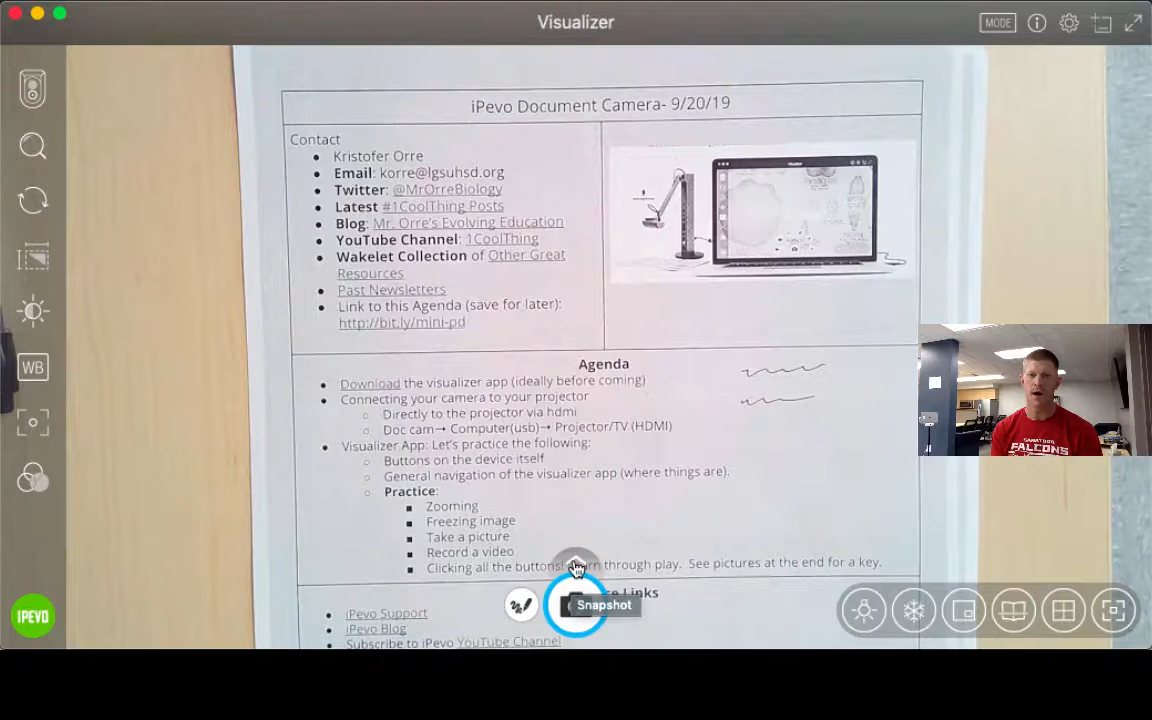 Visualizer
MODE
WB
IPEVO
iPevo Document Camera- 9/20/19
Contact
Kristofer Orre
Email: korre@lgsuhsd.org
Twitter: @MrOrreBiology
Latest #1CoolThing Posts
Blog: Mr. Orre's Evolving Education
YouTube Channel: 1CoolThing
Wakelet Collection of Other Great
Resources
Past Newsletters
Link to this Agenda (save for later):
http://bit.ly/mini-pd
Agenda
Download the visualizer app (ideally before coming)
Connecting your camera to your projector
Directly to the projector via hdmi
Doc cam→ Computer(usb)→ Projector/TV (HDMI)
Visualizer App: Let's practice the following:
Buttons on the device itself
General navigation of the visualizer app (where things are).
Practice:
Zooming
Freezing image
Take a picture
Record a video
Clicking all the buttons! through play. See pictures at the end for a key.
Links
Snapshot
iPevo Support
iPevo Blog
Subscribe to iPevo YouTube Channel
FALCONS